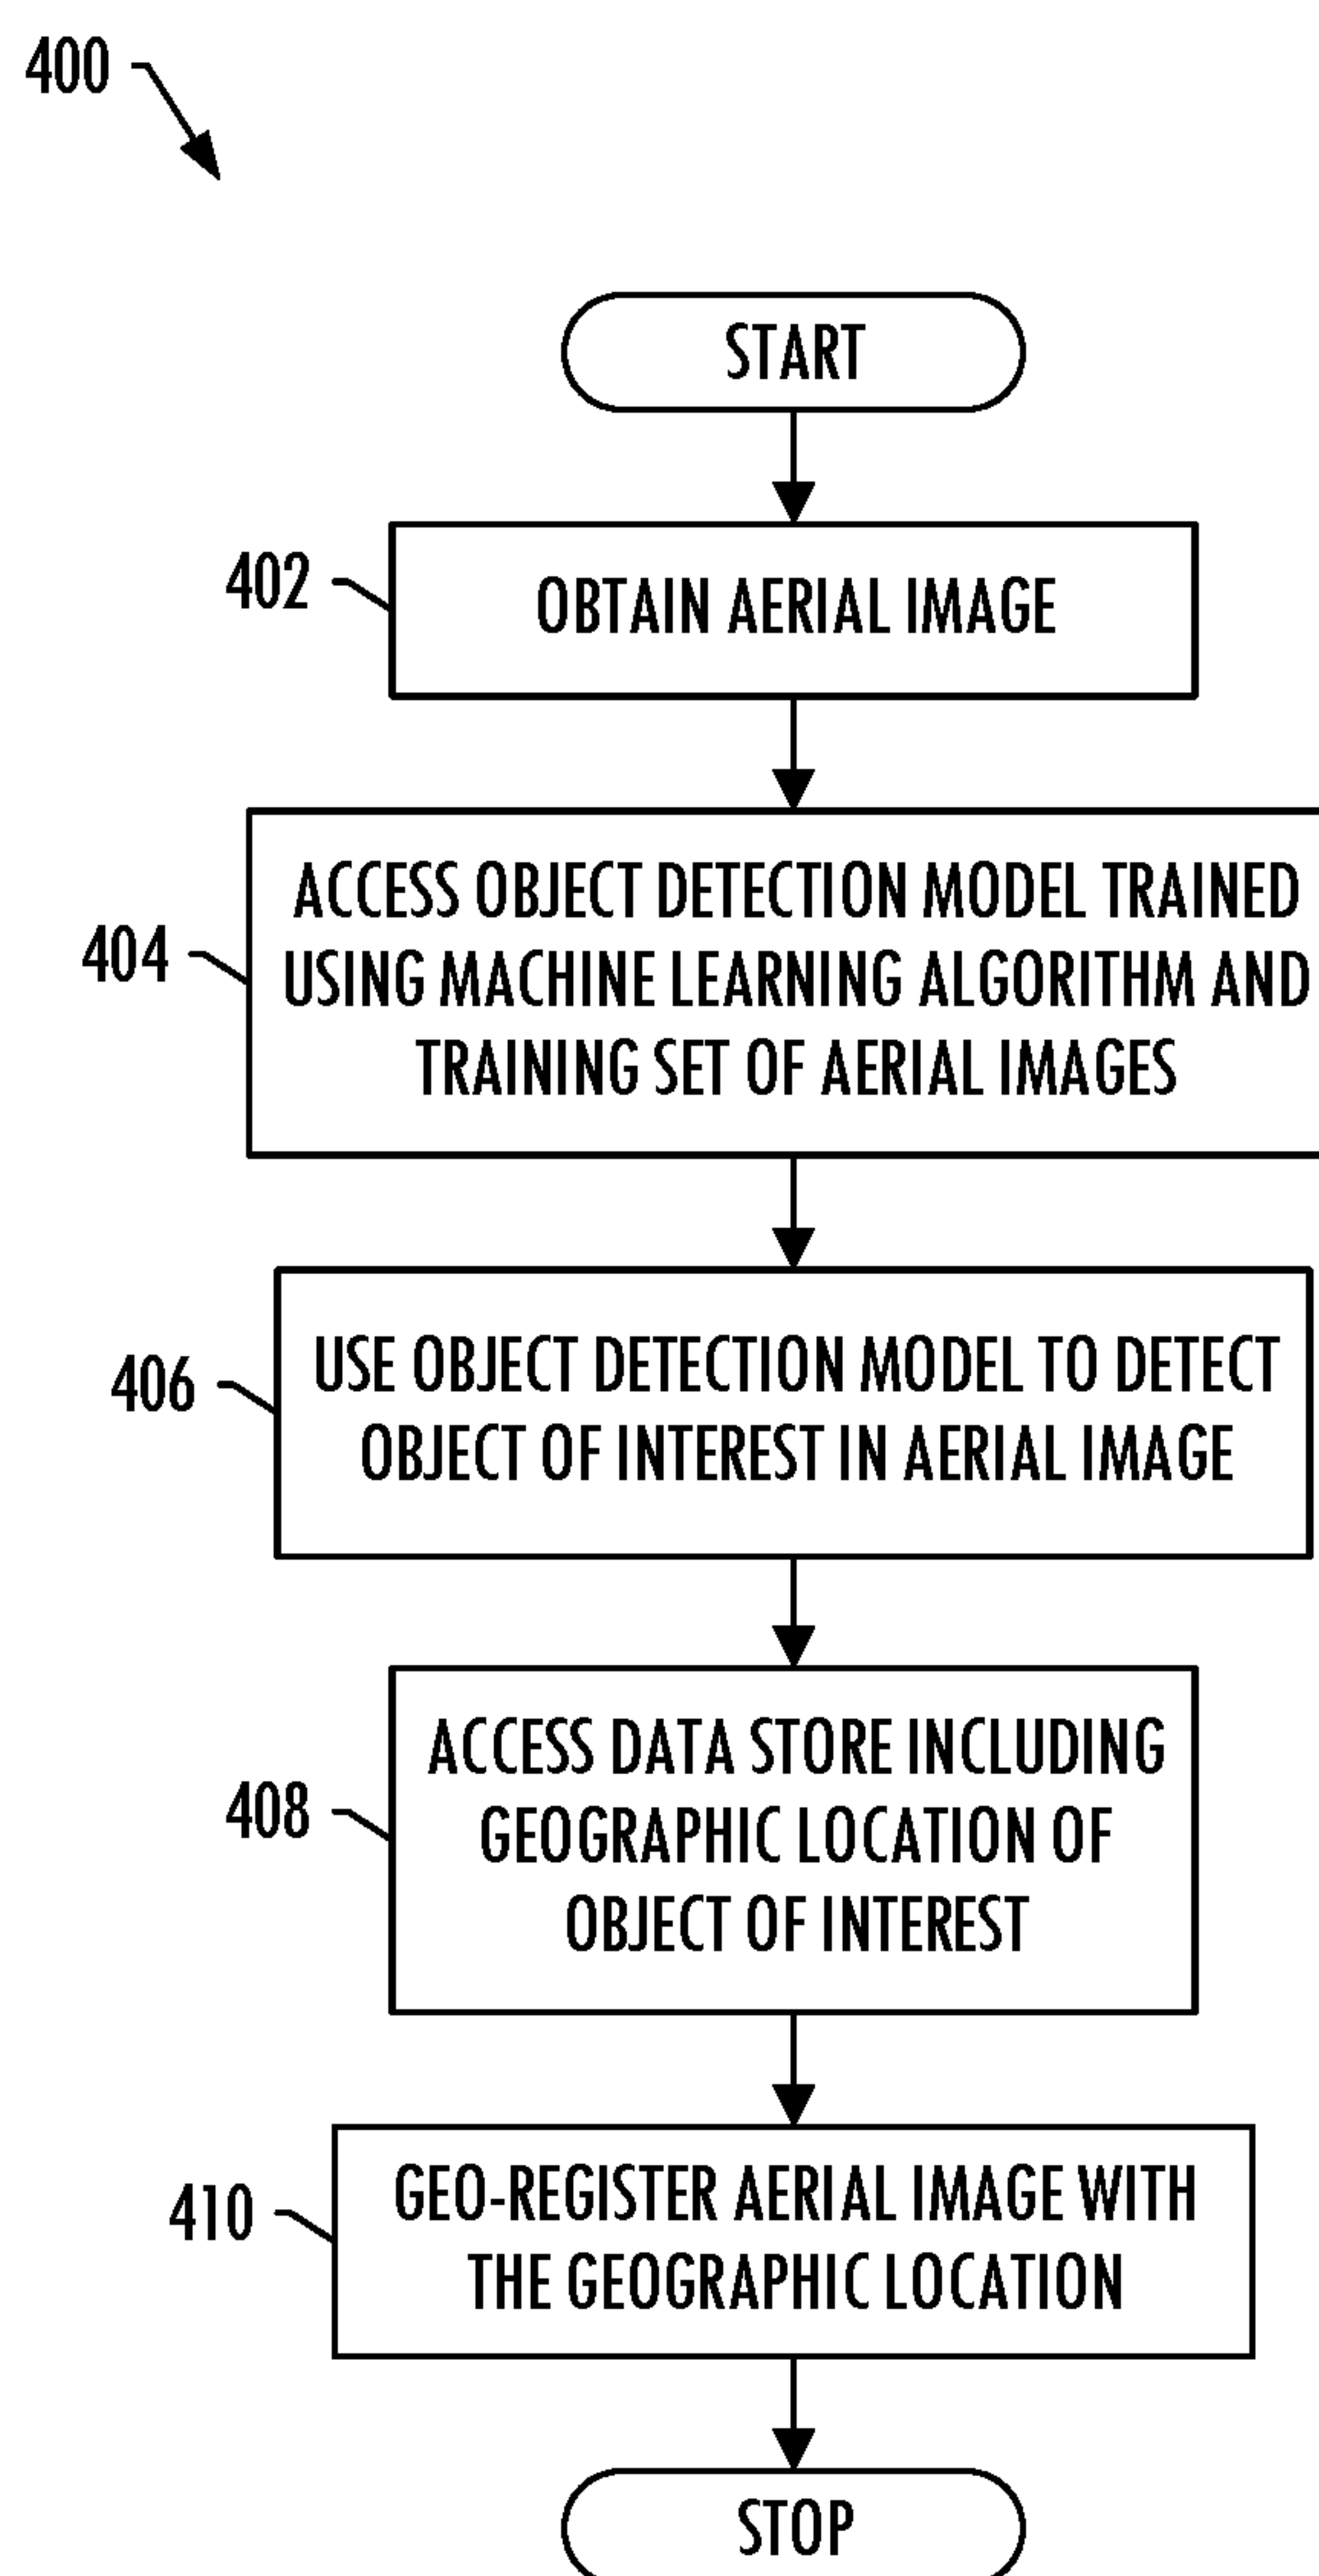 400
START
402
OBTAIN AERIAL IMAGE
404
ACCESS OBJECT DETECTION MODEL TRAINED
USING MACHINE LEARNING ALGORITHM AND
TRAINING SET OF AERIAL IMAGES
406
USE OBJECT DETECTION MODEL TO DETECT
OBJECT OF INTEREST IN AERIAL IMAGE
408
ACCESS DATA STORE INCLUDING
GEOGRAPHIC LOCATION OF
OBJECT OF INTEREST
410
GEO-REGISTER AERIAL IMAGE WITH
THE GEOGRAPHIC LOCATION
STOP